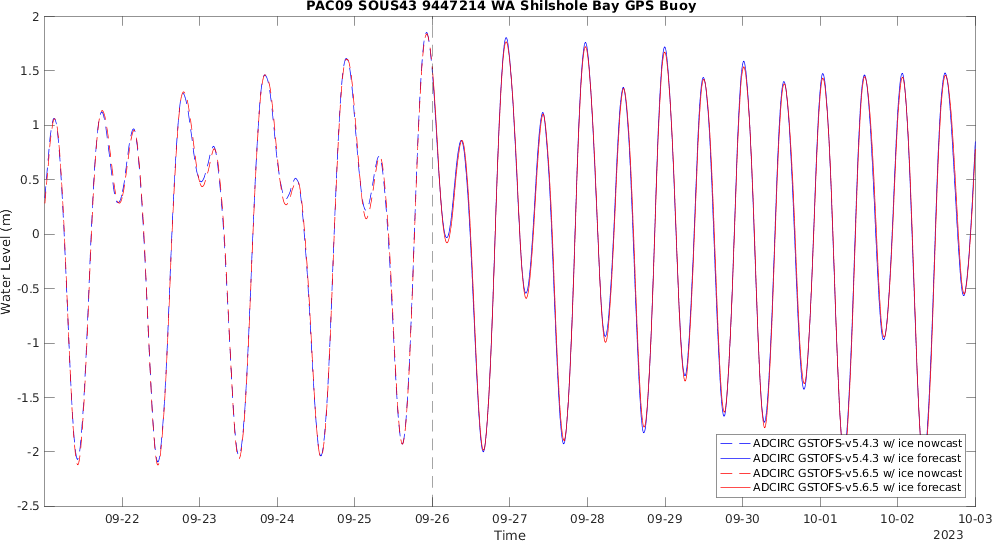 PAC09 SOUS43 9447214 WA Shilshole Bay GPS Buoy
2
1.5
1
0.5
0
-0.5
-1
-1.5
-2
-2.5
Water Level (m)
ADCIRC GSTOFS-v5.4.3 w/ ice nowcast
ADCIRC GSTOFS-v5.4.3 w/ ice forecast
ADCIRC GSTOFS-v5.6.5 w/ ice nowcast
ADCIRC GSTOFS-v5.6.5 w/ ice forecast
09-22 09-23 09-24 09-25 09-26 09-27 09-28 09-29 09-30 10-01 10-02 10-03
Time 2023